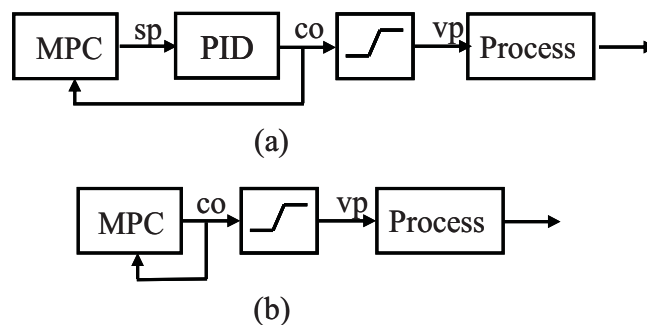 MPC sp PID co vp Process
(a)
MPC co vp Process
(b)